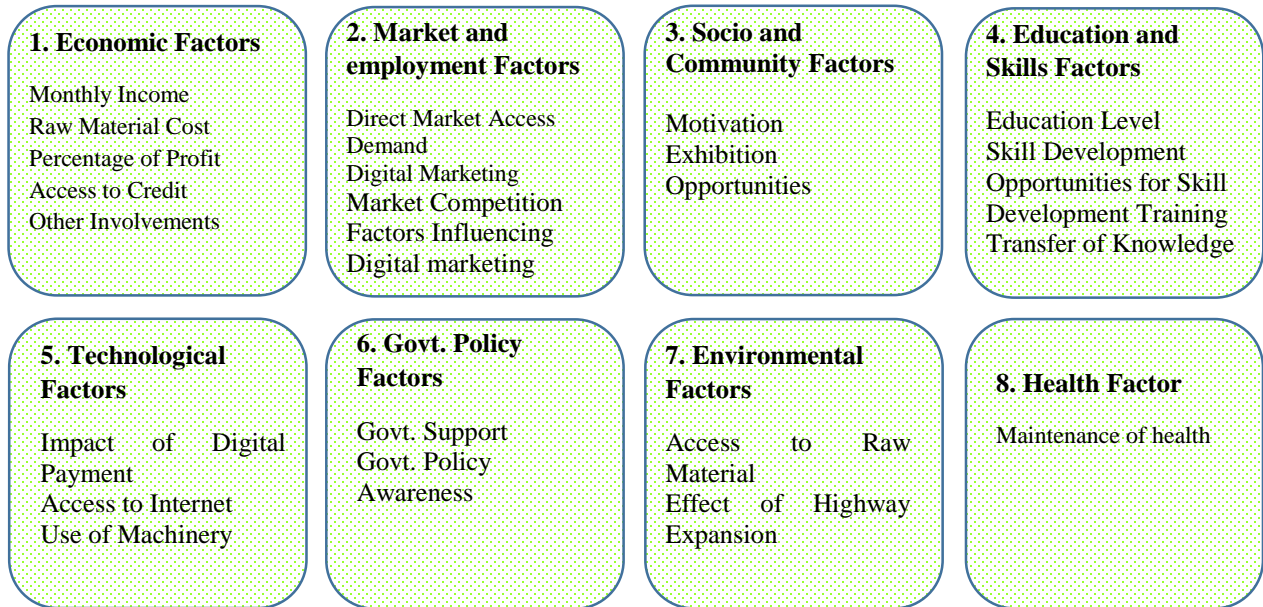 1. Economic Factors
Monthly Income
Raw Material Cost
Percentage of Profit
Access to Credit
Other Involvements
2. Market and
employment Factors
Direct Market Access
Demand
Digital Marketing
Market Competition
Factors Influencing
Digital marketing
3. Socio and
Community Factors
Motivation
Exhibition
Opportunities
4. Education and
Skills Factors
Education Level
Skill Development
Opportunities for Skill
Development Training
Transfer of Knowledge
5. Technological
Factors
Impact of Digital
Payment
Access to Internet
Use of Machinery
6. Govt. Policy
Factors
Govt. Support
Govt. Policy
Awareness
7. Environmental
Factors
Access to Raw
Material
Effect of Highway
Expansion
8. Health Factor
Maintenance of health